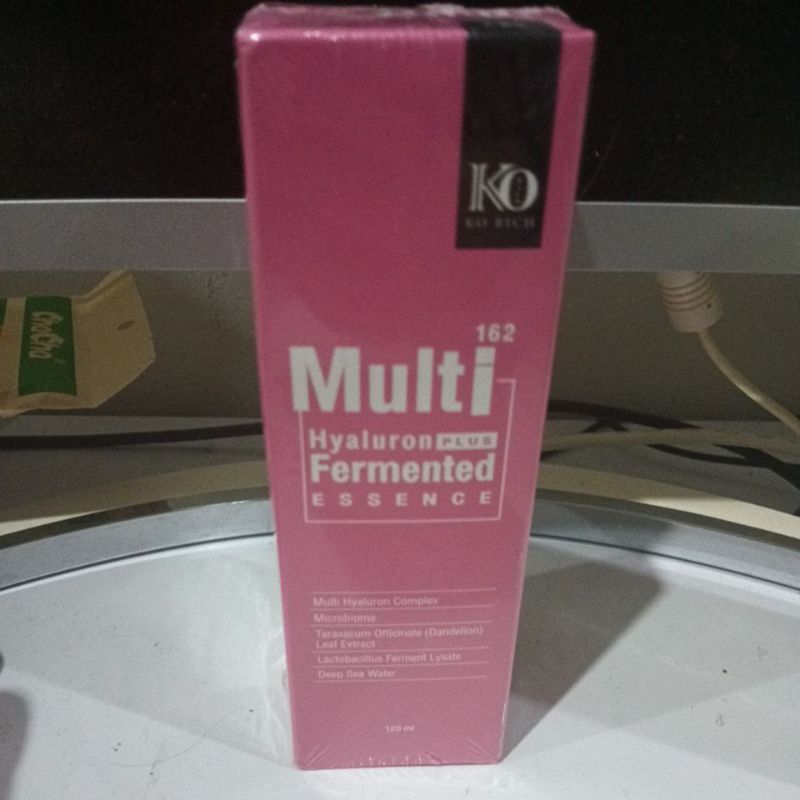 KO
KO RICH
162
Multi
Hyaluron PLUS
Fermented
ESSENCE
Multi Hyaluron Complex
Microbiome
Taraxacum Officinale (Dandelion)
Leaf Extract
Lactobacillus Ferment Lysate
Deep Sea Water
120 ml